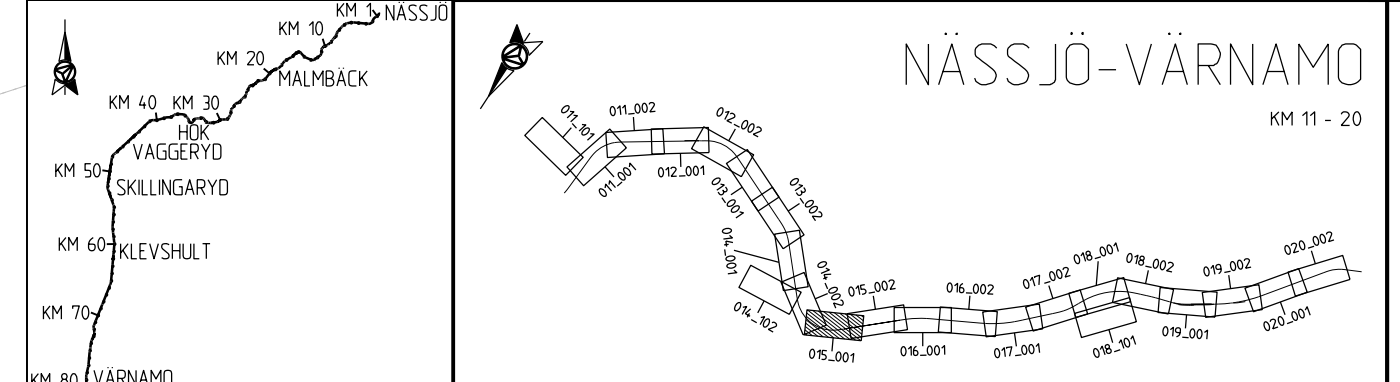 KM 1 NÄSSJÖ
KM 10
KM 20
MALMBÄCK
KM 40 KM 30
HOK
VAGGERYD
KM 50
SKILLINGARYD
KM 60 KLEVSHULT
KM 70
KM 80 VÄRNAMO
NÄSSJÖ-VÄRNAMO
KM 11 - 20
011_101
011_002
011_001
012_001
012_002
013_001
013_002
014_001
014_002
014_102
015_002
015_001
016_002
016_001
017_002
017_001
018_001
018_002
018_101
019_002
019_001
020_002
020_001